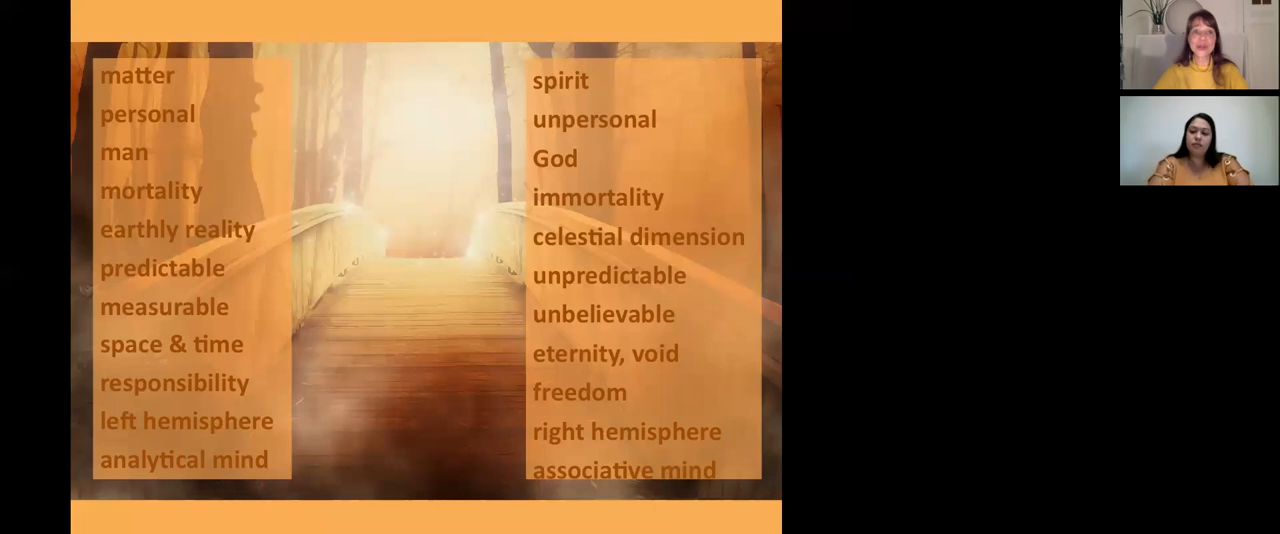 matter
personal
man
mortality
earthly reality
predictable
measurable
space & time
responsibility
left hemisphere
analytical mind
spirit
unpersonal
God
immortality
celestial dimension
unpredictable
unbelievable
eternity, void
freedom
right hemisphere
associative mind